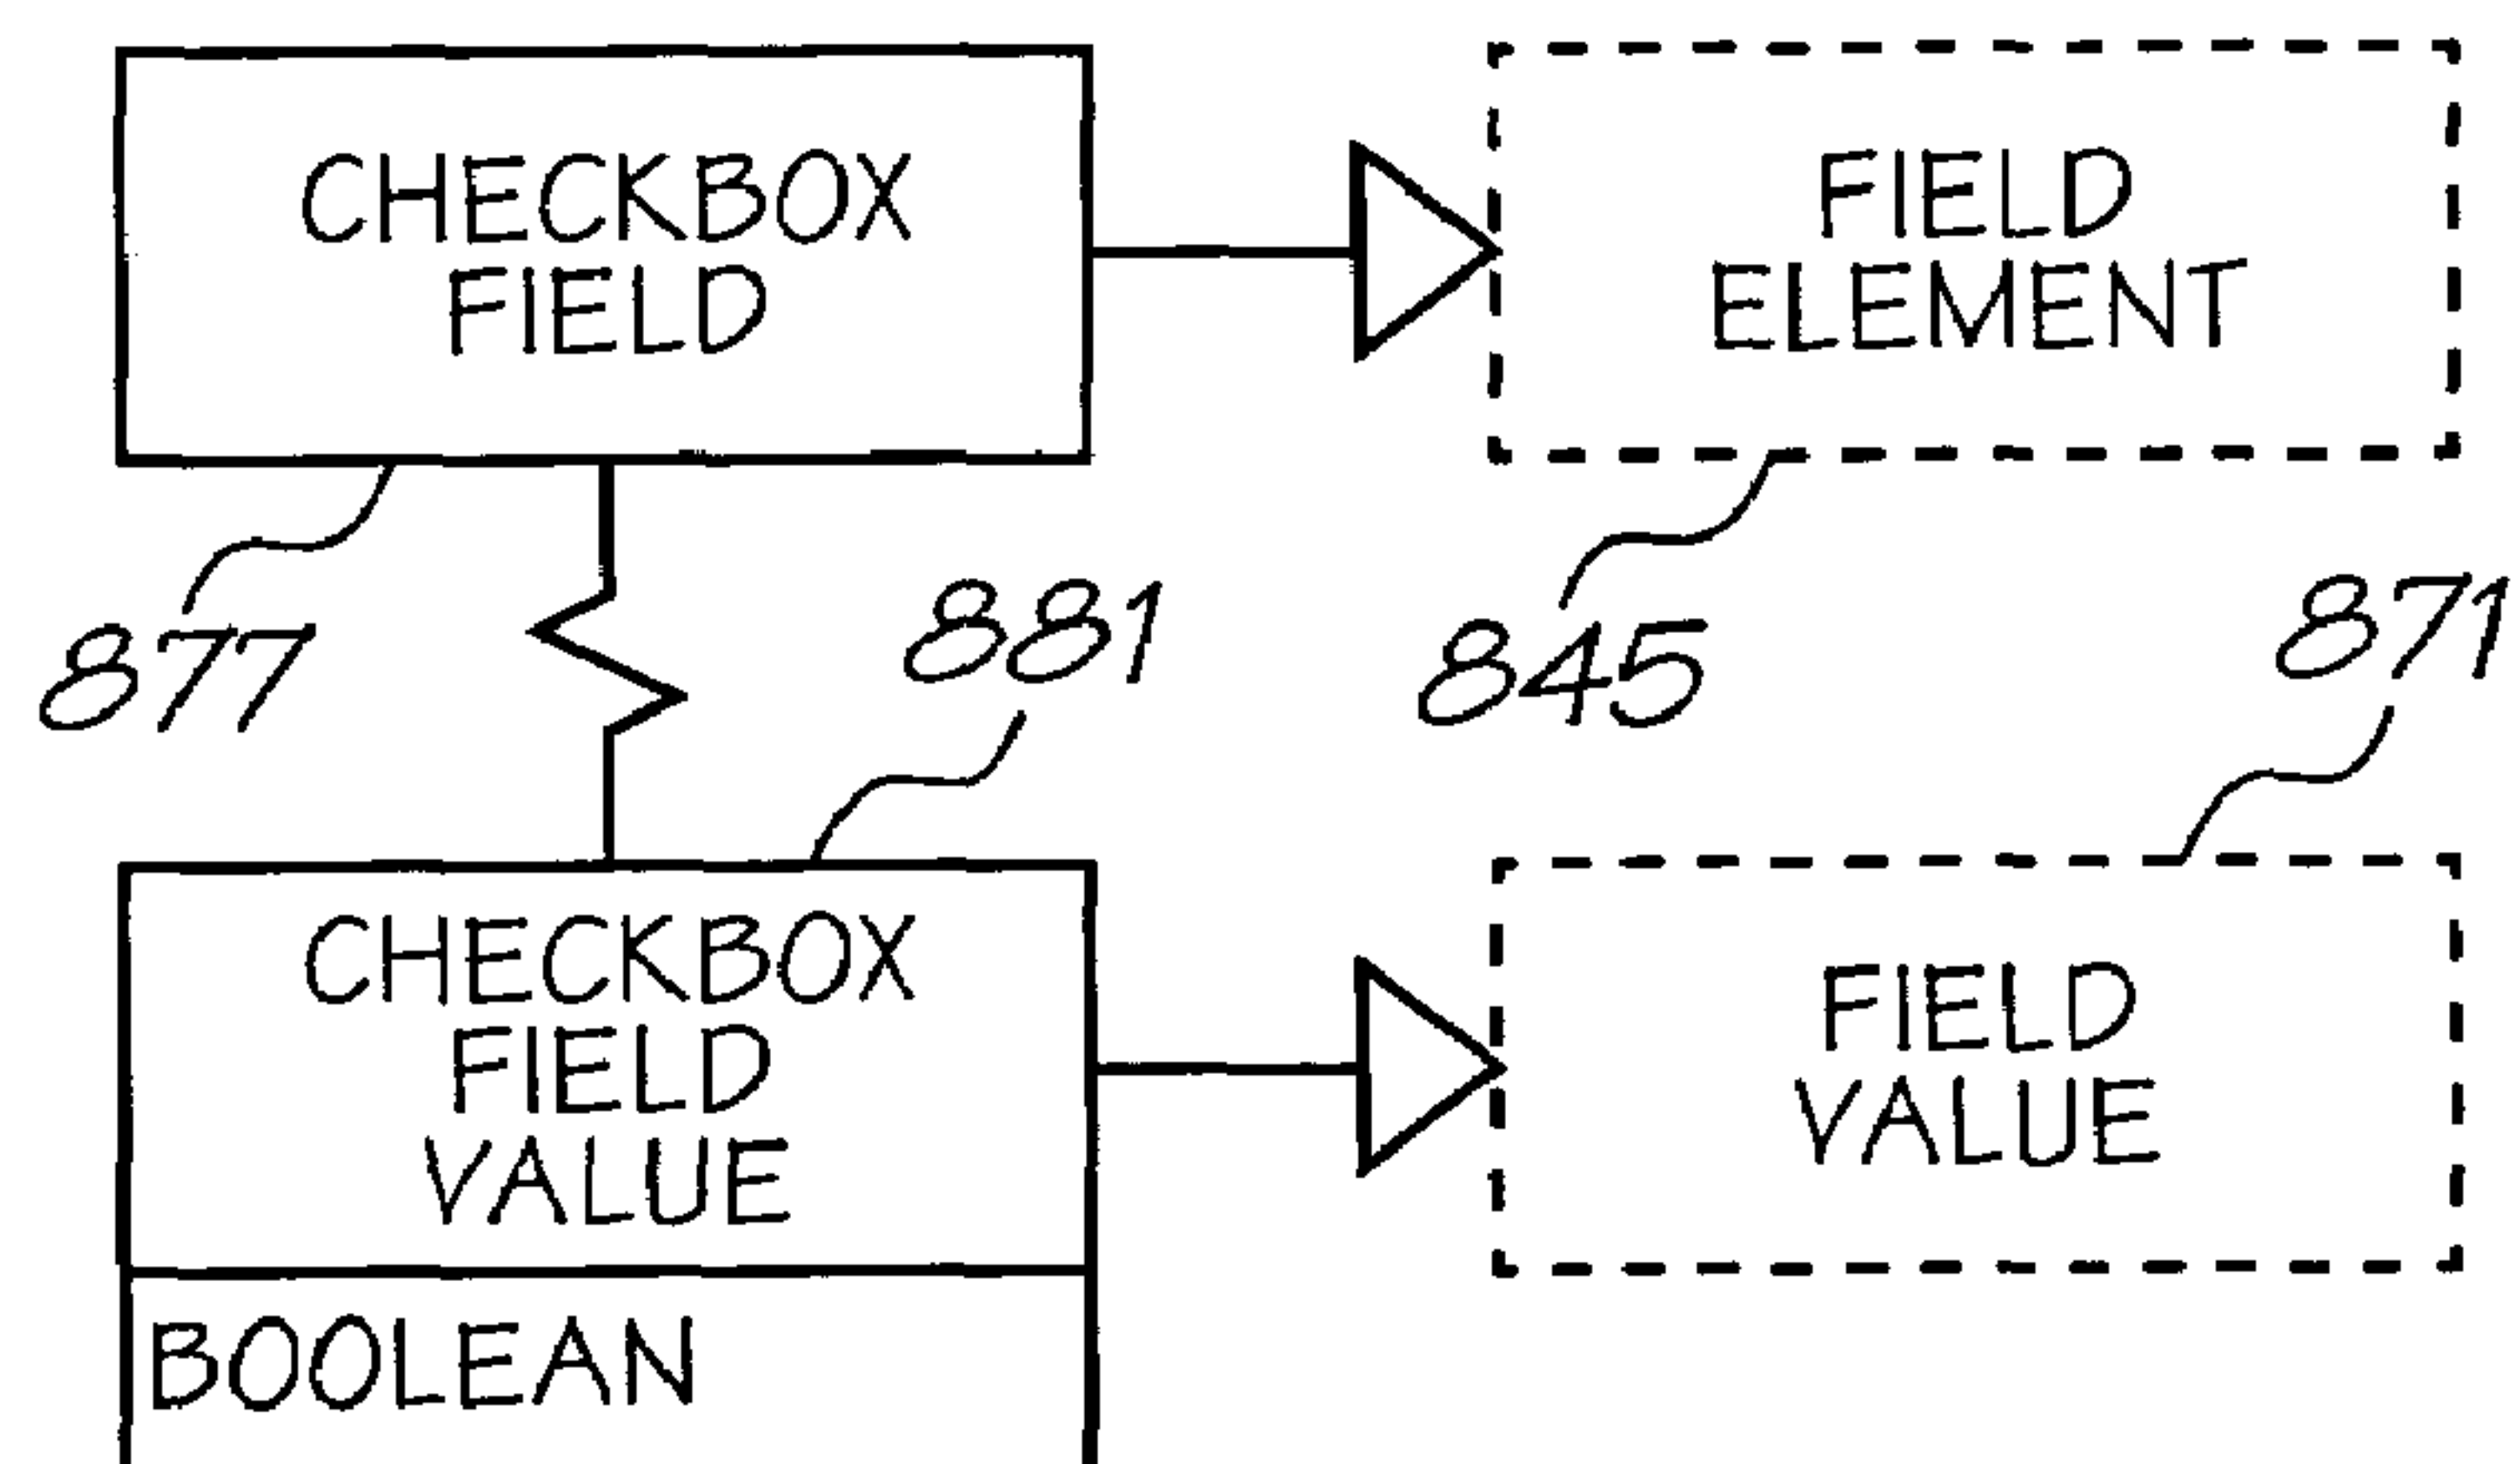 CHECKBOX
FIELD
FIELD
ELEMENT
877
881
845
871
CHECKBOX
FIELD
VALUE
FIELD
VALUE
BOOLEAN